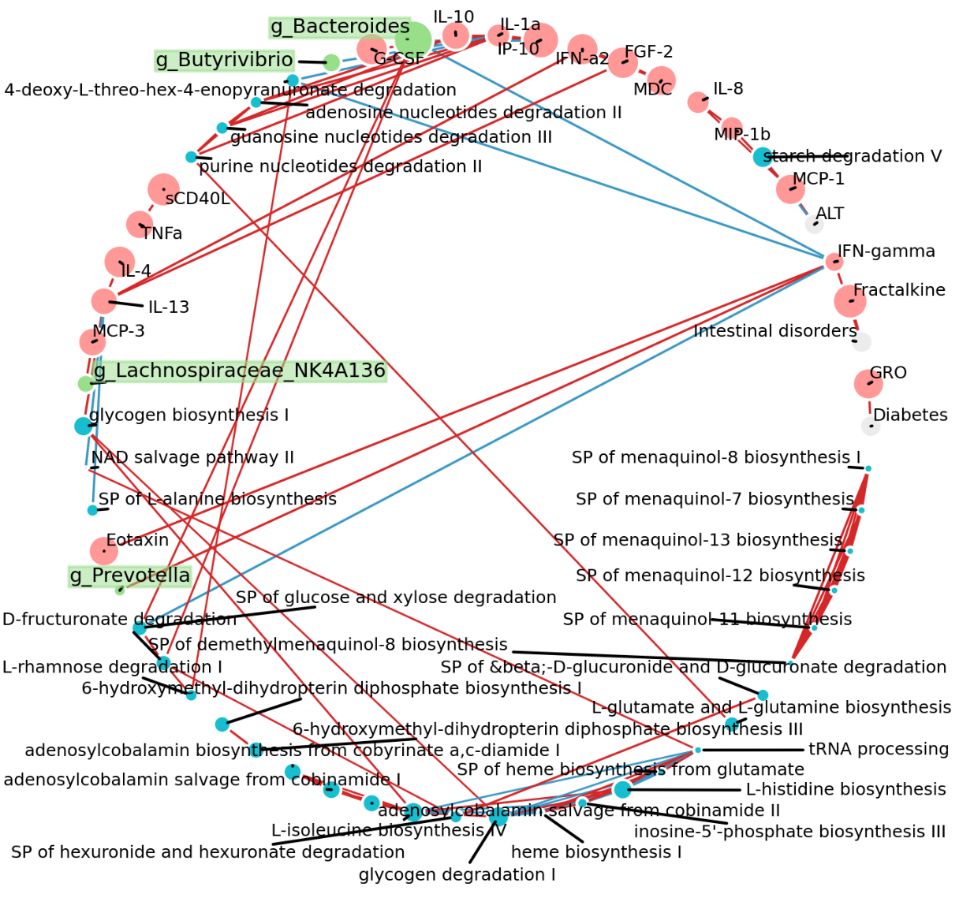 IL-10
g_Bacteroides
IL-1a
G-CSF
IP-10
IFN-a2
FGF-2
g_Butyrivibrio
MDC
IL-8
4-deoxy-L-threo-hex-4-enopyranuronate degradation
adenosine nucleotides degradation II
guanosine nucleotides degradation III
MIP-1b
starch degradation V
purine nucleotides degradation II
MCP-1
sCD40L
ALT
TNFa
IFN-gamma
IL-4
Fractalkine
IL-13
MCP-3
Intestinal disorders
g_Lachnospiraceae_NK4A136
GRO
glycogen biosynthesis I
Diabetes
NAD salvage pathway II
SP of menaquinol-8 biosynthesis I
SP of L-alanine biosynthesis
SP of menaquinol-7 biosynthesis
Eotaxin
SP of menaquinol-13 biosynthesis
g_Prevotella
SP of menaquinol-12 biosynthesis
SP of glucose and xylose degradation
D-fructuronate degradation
SP of menaquinol-11 biosynthesis
SP of demethylmenaquinol-8 biosynthesis
L-rhamnose degradation I
SP of &beta;-D-glucuronide and D-glucuronate degradation
6-hydroxymethyl-dihydropterin diphosphate biosynthesis I
L-glutamate and L-glutamine biosynthesis
6-hydroxymethyl-dihydropterin diphosphate biosynthesis III
adenosylcobalamin biosynthesis from cobyrinate a,c-diamide I
tRNA processing
SP of heme biosynthesis from glutamate
adenosylcobalamin salvage from cobinamide I
L-histidine biosynthesis
adenosylcobalamin salvage from cobinamide II
L-isoleucine biosynthesis IV
inosine-5'-phosphate biosynthesis III
SP of hexuronide and hexuronate degradation
heme biosynthesis I
glycogen degradation I